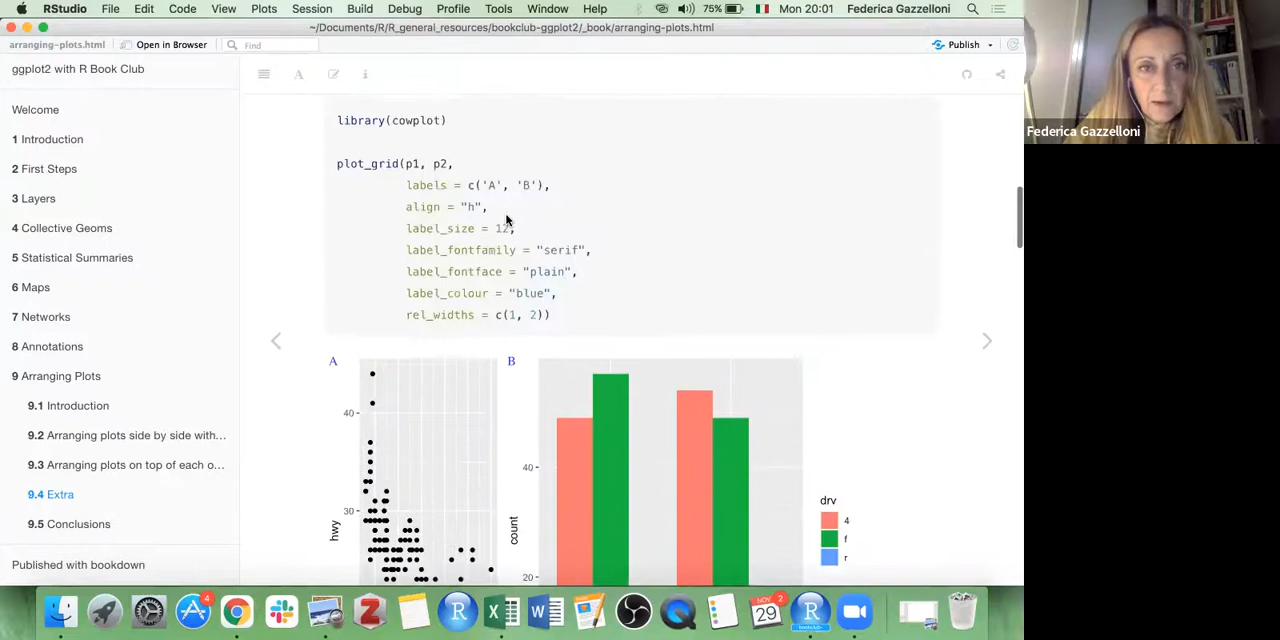 RStudio File Edit Code View Plots Session Build Debug Profile Tools Window Help 75% Mon 20:01 Federica Gazzelloni
~/Documents/R/R_general_resources/bookclub-ggplot2/_book/arranging-plots.html
arranging-plots.html Open in Browser Find Publish
ggplot2 with R Book Club
Welcome
1 Introduction
2 First Steps
3 Layers
4 Collective Geoms
5 Statistical Summaries
6 Maps
7 Networks
8 Annotations
9 Arranging Plots
9.1 Introduction
9.2 Arranging plots side by side with...
9.3 Arranging plots on top of each o...
9.4 Extra
9.5 Conclusions
Published with bookdown
library(cowplot)
plot_grid(p1, p2,
labels = c('A', 'B'),
align = "h",
label_size = 12,
label_fontfamily = "serif",
label_fontface = "plain",
label_colour = "blue",
rel_widths = c(1, 2))
A B
40
30
hwy
40
20
count
drv
4
f
r
Federica Gazzelloni
4
NOV 2
29